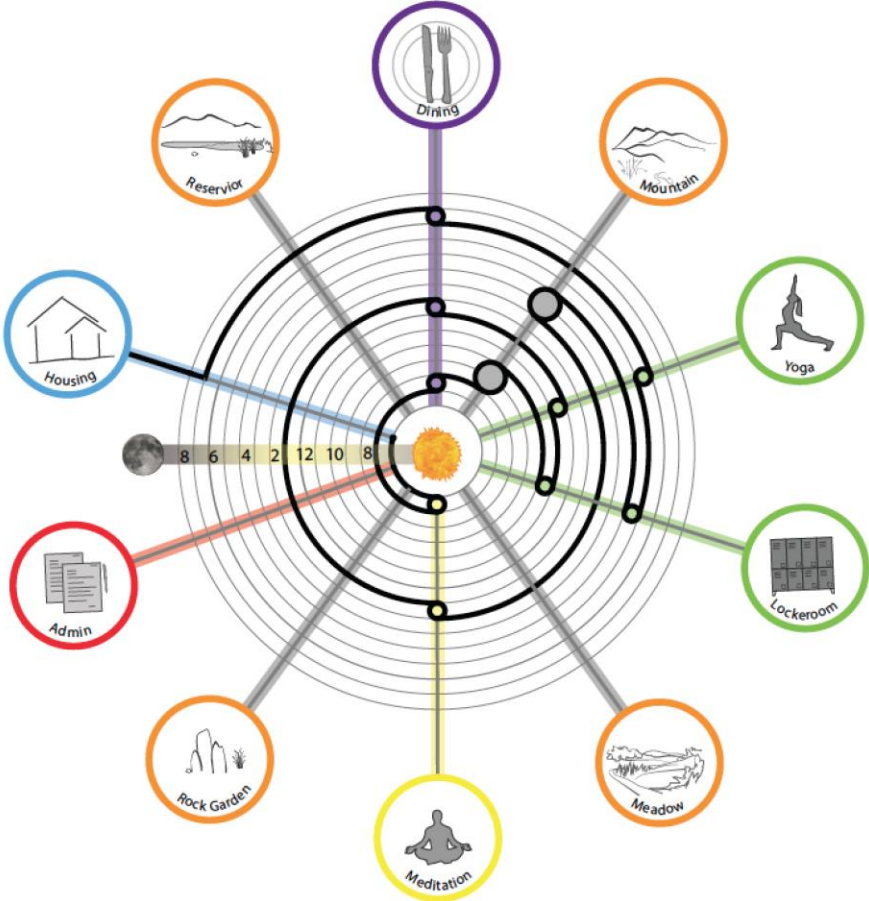 Dining
Reservior
Mountain
Housing
Yoga
8 6 4 2 12 10 8
Admin
Lockeroom
Rock Garden
Meadow
Meditation